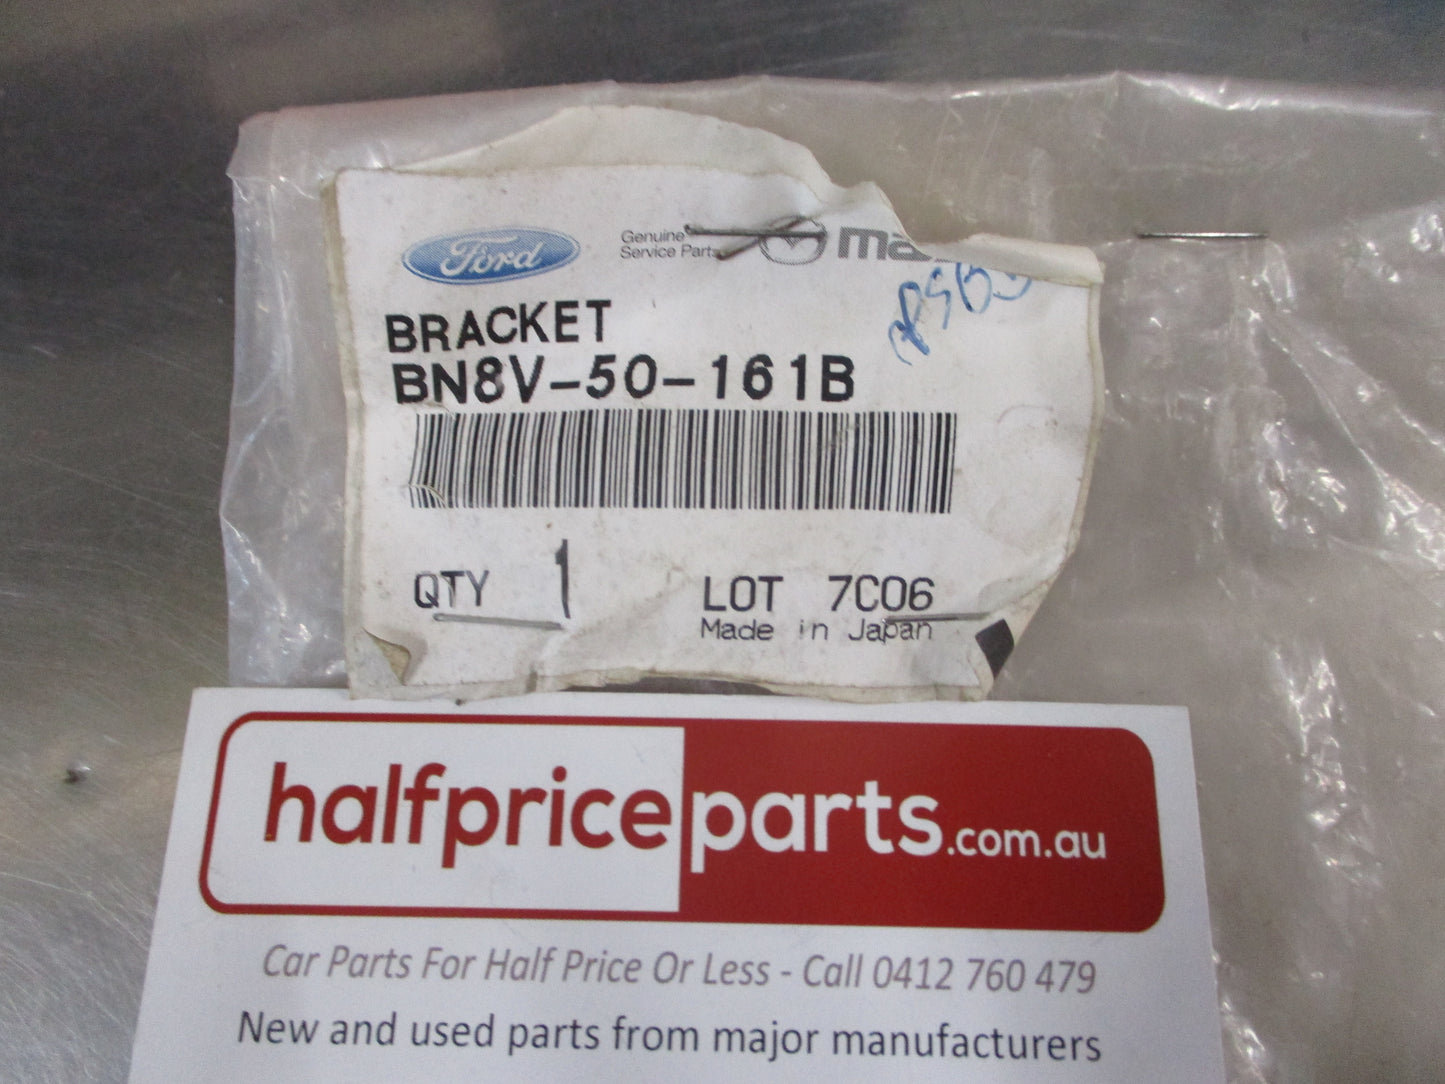 Ford
Genuine
Service Parts
BRACKET
BN8V-50-161B
QTY 1
LOT 7C06
Made in Japan
halfpriceparts.com.au
Car Parts For Half Price Or Less - Call 0412 760 479
New and used parts from major manufacturers